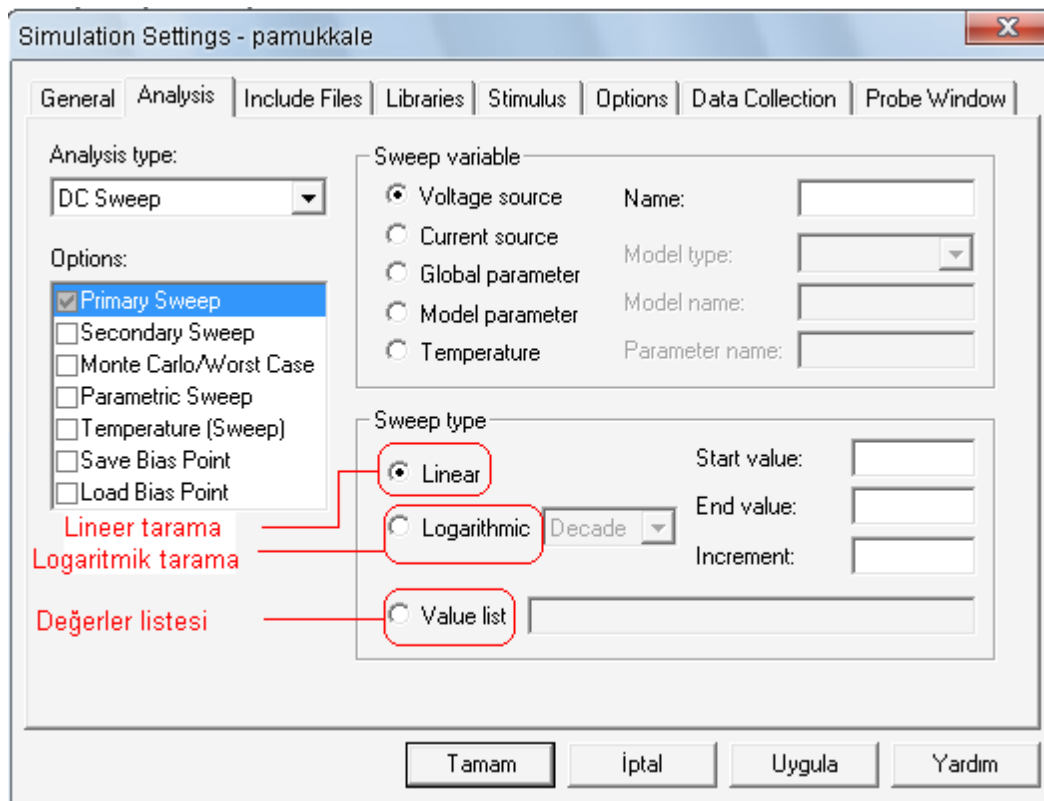 Simulation Settings - pamukkale
General Analysis Include Files Libraries Stimulus Options Data Collection Probe Window
Analysis type:
DC Sweep
Options:
Primary Sweep
Secondary Sweep
Monte Carlo/Worst Case
Parametric Sweep
Temperature (Sweep)
Save Bias Point
Load Bias Point
Sweep variable
Voltage source
Current source
Global parameter
Model parameter
Temperature
Name:
Model type:
Model name:
Parameter name:
Sweep type
Linear
Logarithmic Decade
Value list
Start value:
End value:
Increment:
Lineer tarama
Logaritmik tarama
Değerler listesi
Tamam İptal Uygula Yardım